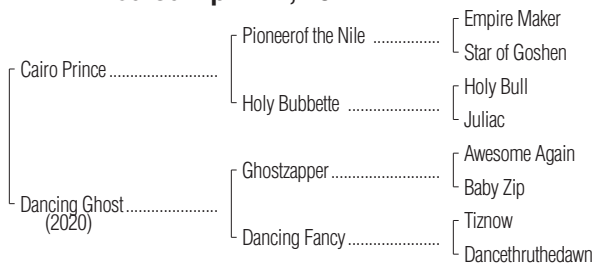 Empire Maker
Pioneerof the Nile ................
Star of Goshen
Cairo Prince ..........................
Holy Bull
Holy Bubbette ......................
Juliac
Awesome Again
Ghostzapper ..........................
Baby Zip
Dancing Ghost ......................
(2020)
Tiznow
Dancing Fancy ......................
Dancethruthedawn